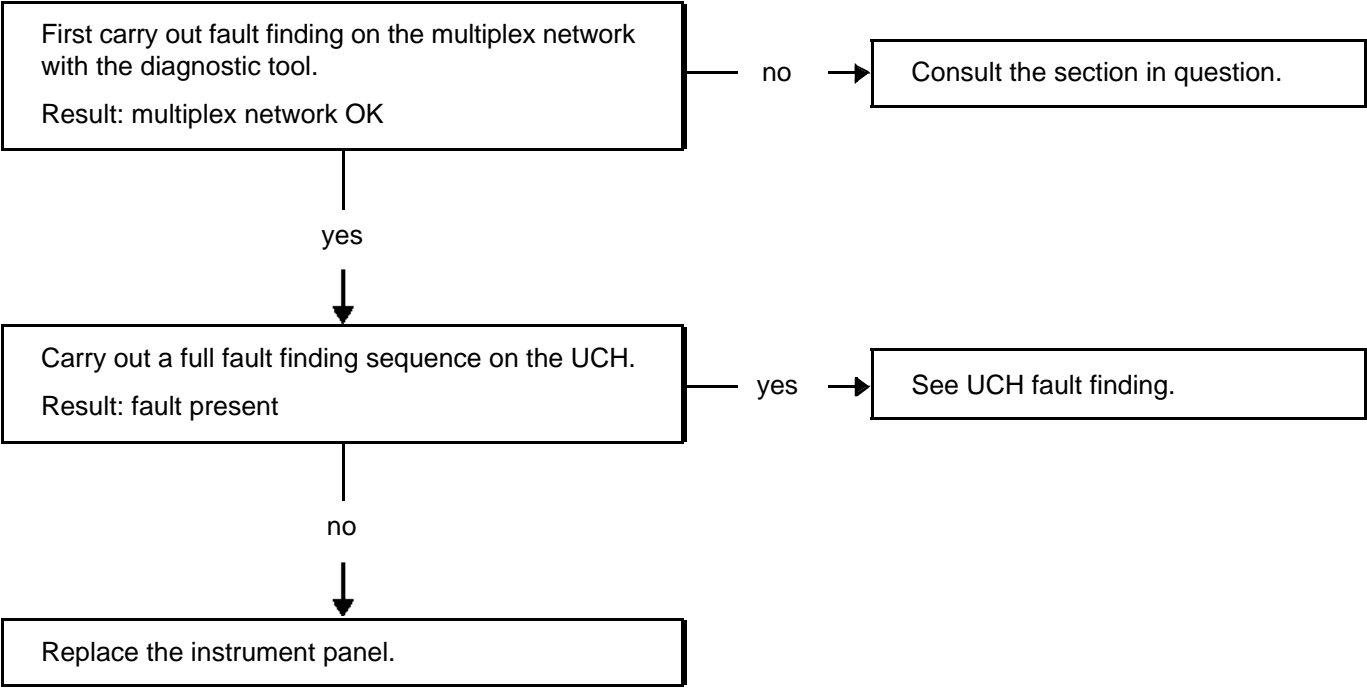 First carry out fault finding on the multiplex network
with the diagnostic tool.
Result: multiplex network OK
no
Consult the section in question.
yes
Carry out a full fault finding sequence on the UCH.
Result: fault present
yes
See UCH fault finding.
no
Replace the instrument panel.